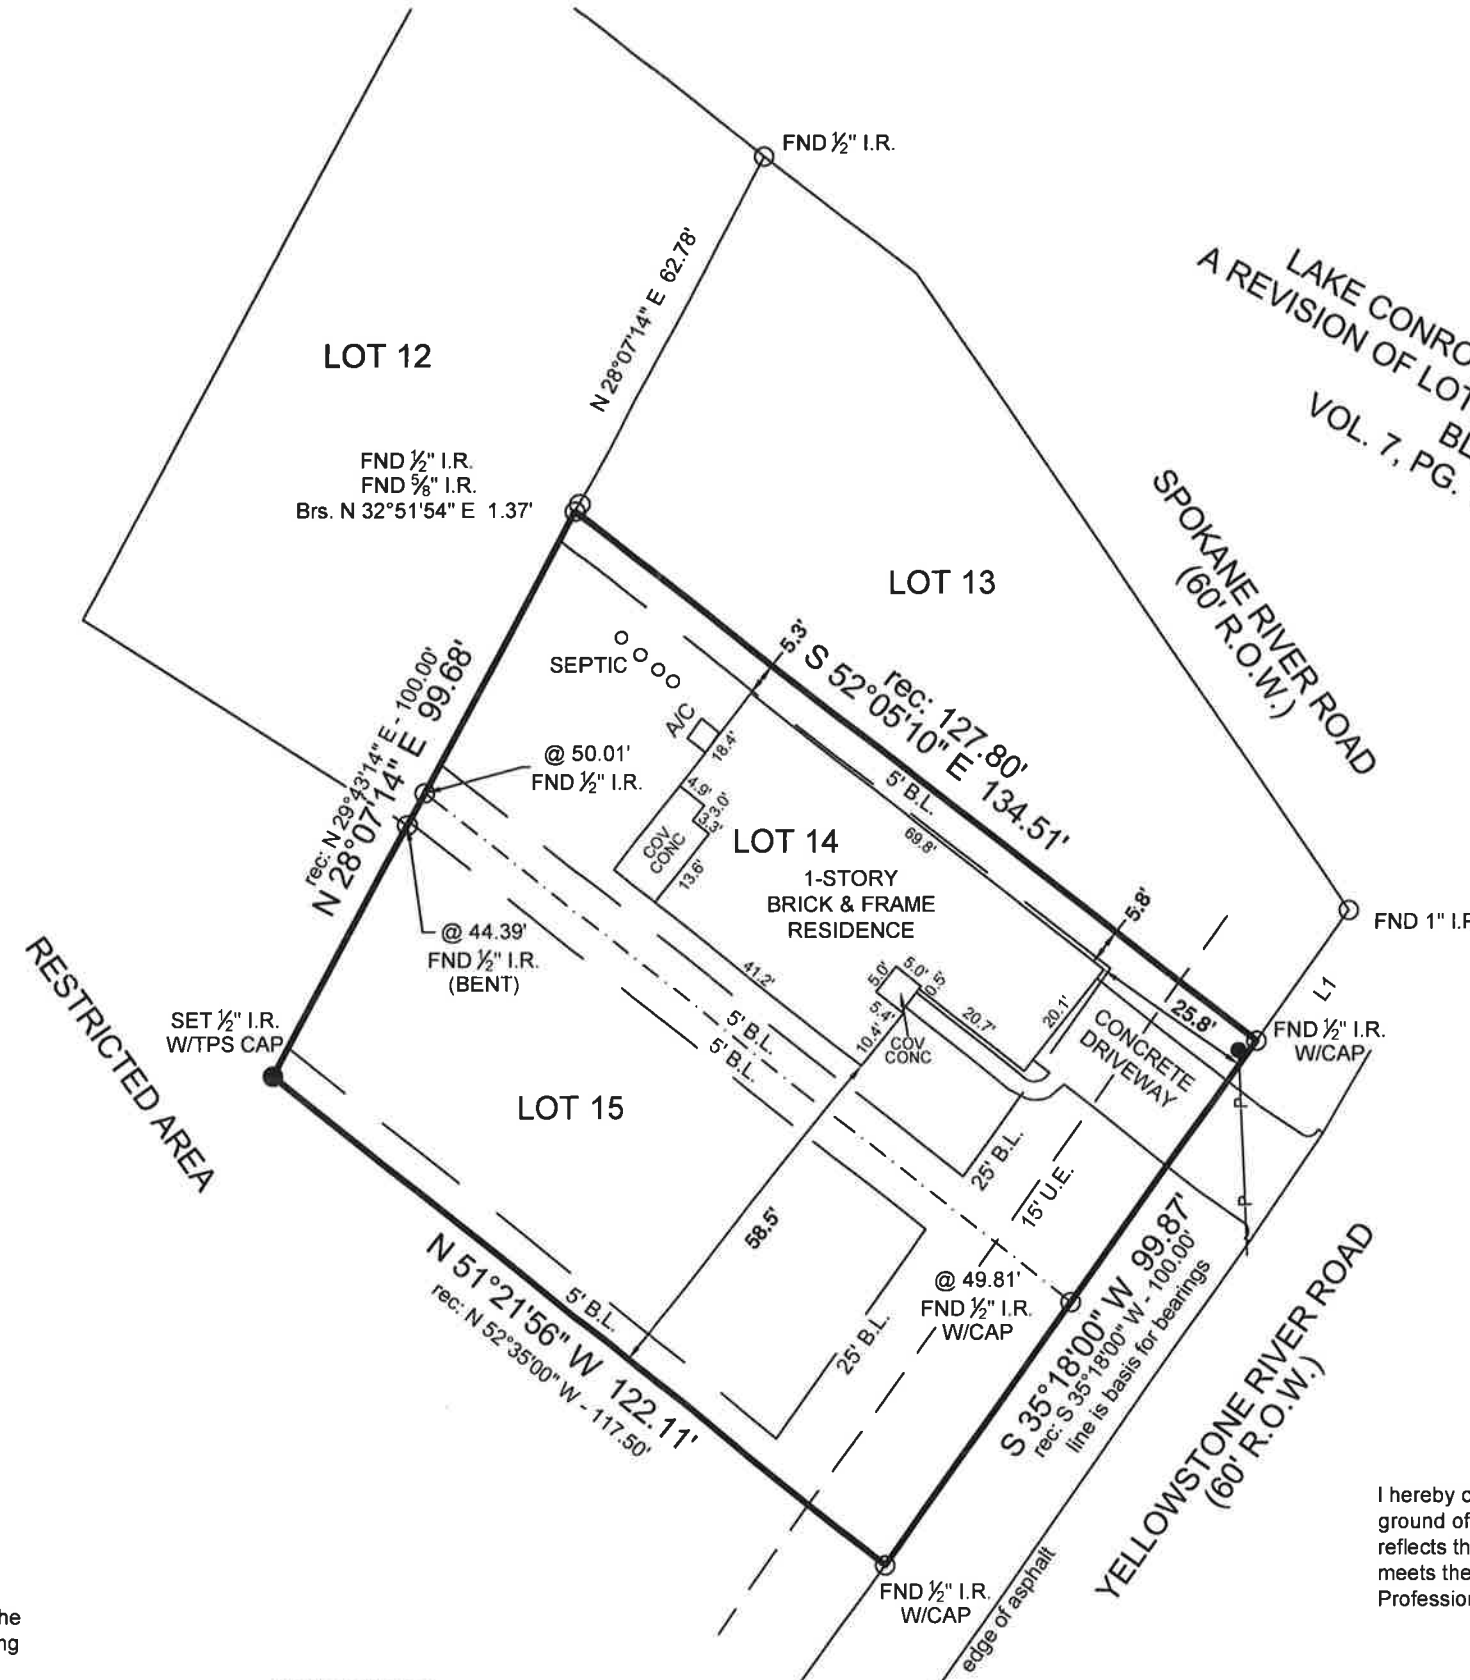 FND ½" I.R.
N 28°07'14" E 62.78'
LOT 12
LAKE CONRO
A REVISION OF LOT
BL
VOL. 7, PG.
FND ½" I.R.
FND ⅝" I.R.
Brs. N 32°51'54" E 1.37'
SPOKANE RIVER ROAD
(60' R.O.W.)
LOT 13
5.3'
SEPTIC
rec: 127.80'
S 52°05'10" E 134.51'
rec: N 29°43'14" E - 100.00'
N 28°07'14" E 99.68'
A/C
18.4'
@ 50.01'
FND ½" I.R.
4.9'
3.0'
3.3'
COV
CONC
13.6'
5' B.L.
69.8'
LOT 14
1-STORY
BRICK & FRAME
RESIDENCE
5.8'
FND 1" I.P
@ 44.39'
FND ½" I.R.
(BENT)
41.2'
5.0'
5.0'
0.5'
5.4'
20.7'
20.1'
25.8'
L1
CONCRETE
DRIVEWAY
FND ½" I.R.
W/CAP
RESTRICTED AREA
SET ½" I.R.
W/TPS CAP
5' B.L.
5' B.L.
10.4'
COV
CONC
P
P
LOT 15
25' B.L.
15' U.E.
58.5'
@ 49.81'
FND ½" I.R.
W/CAP
S 35°18'00" W 99.87'
rec: S 35°18'00" W - 100.00'
line is basis for bearings
5' B.L.
N 51°21'56" W 122.11'
rec: N 52°35'00" W - 117.50'
25' B.L.
YELLOWSTONE RIVER ROAD
(60' R.O.W.)
FND ½" I.R.
W/CAP
edge of asphalt
I hereby c
ground of
reflects th
meets the
Profession
he
ng